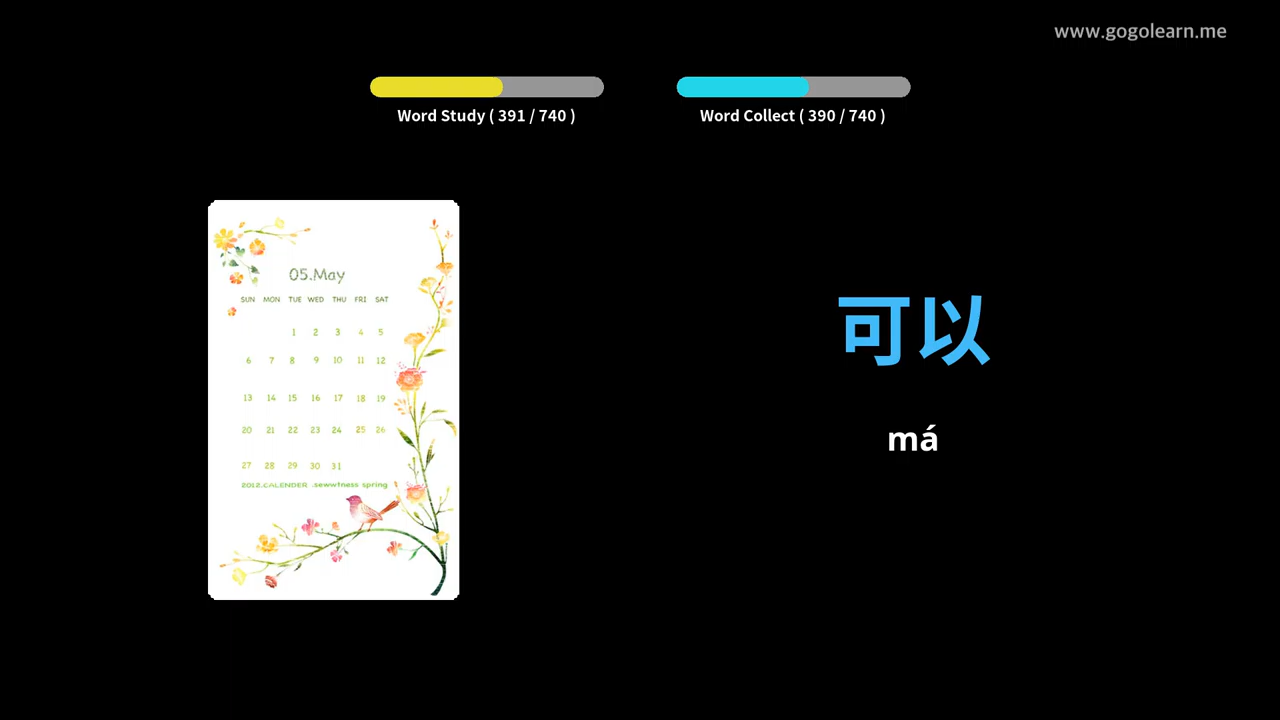 www.gogolearn.me
Word Study ( 391 / 740 )
Word Collect ( 390 / 740 )
05.May
SUN MON TUE WED THU FRI SAT
1 2 3 4 5
6 7 8 9 10 11 12
13 14 15 16 17 18 19
20 21 22 23 24 25 26
27 28 29 30 31
2012.CALENDER .sewwtness spring
可以
má